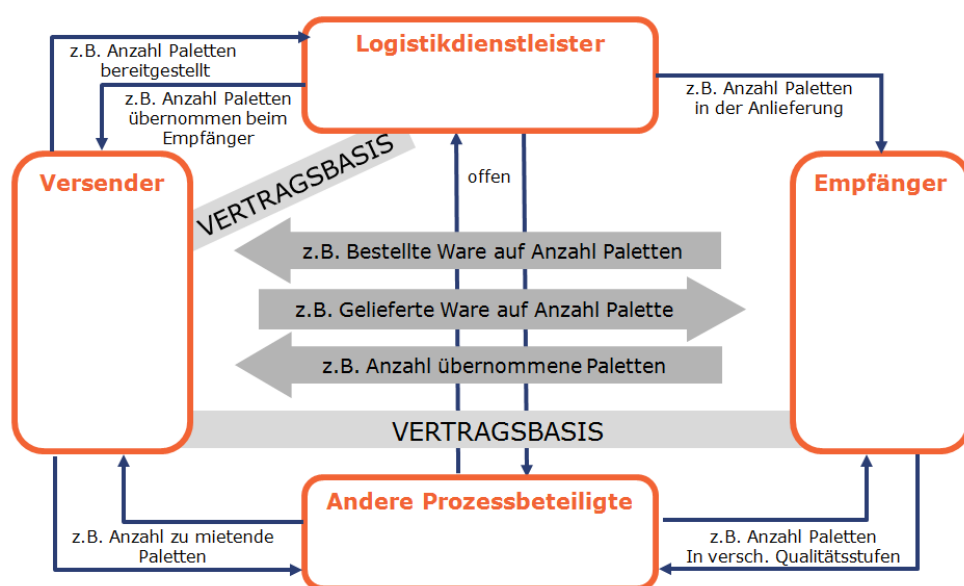 Logistikdienstleister
z.B. Anzahl Paletten
bereitgestellt
z.B. Anzahl Paletten
übernommen beim
Empfänger
z.B. Anzahl Paletten
in der Anlieferung
Versender
VERTRAGSBASIS
offen
Empfänger
z.B. Bestellte Ware auf Anzahl Paletten
z.B. Gelieferte Ware auf Anzahl Palette
z.B. Anzahl übernommene Paletten
VERTRAGSBASIS
Andere Prozessbeteiligte
z.B. Anzahl zu mietende
Paletten
z.B. Anzahl Paletten
In versch. Qualitätsstufen